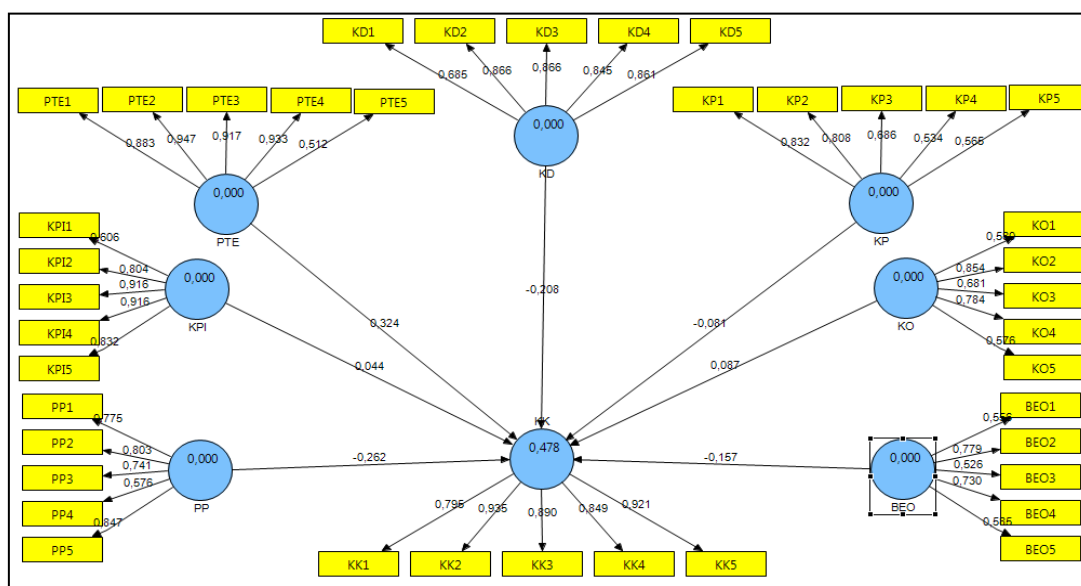 KD1 KD2 KD3 KD4 KD5
0,685 0,866 0,866 0,845 0,861
0,000
KD
PTE1 PTE2 PTE3 PTE4 PTE5
0,883 0,947 0,917 0,933 0,512
0,000
PTE
KP1 KP2 KP3 KP4 KP5
0,832 0,808 0,686 0,534 0,565
0,000
KP
KPI1
KPI2
KPI3
KPI4
KPI5
0,606
0,804
0,916
0,916
0,832
0,000
KPI
KO1
KO2
KO3
KO4
KO5
0,854
0,681
0,784
0,576
0,000
KO
-0,208
0,324
-0,081
0,044
0,087
PP1
PP2
PP3
PP4
PP5
0,775
0,803
0,741
0,576
0,847
0,000
PP
-0,262
KK
0,478
-0,157
BEO1
BEO2
BEO3
BEO4
BEO5
0,779
0,526
0,730
0,000
BEO
0,795 0,935 0,890 0,849 0,921
KK1 KK2 KK3 KK4 KK5